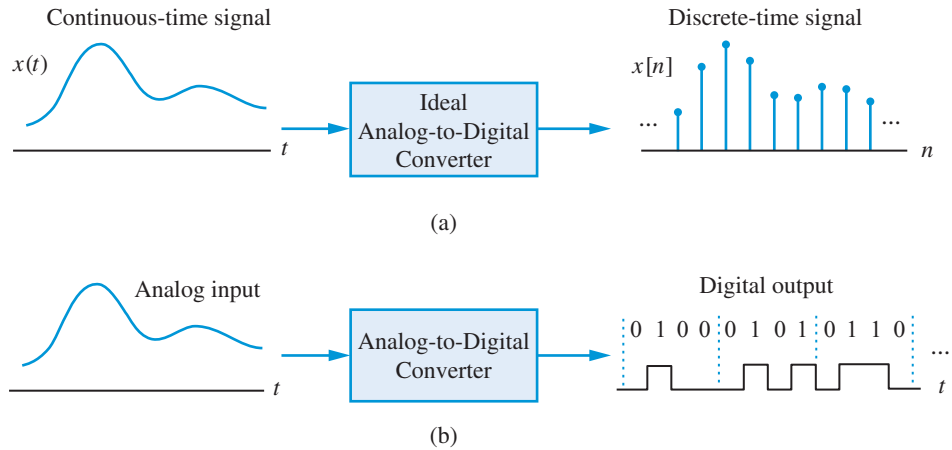 Continuous-time signal
Discrete-time signal
x(t)
x[n]
Ideal
Analog-to-Digital
Converter
...
...
t
n
(a)
Analog input
Digital output
0 1 0 0 0 1 0 1 0 1 1 0
Analog-to-Digital
Converter
...
t
t
(b)